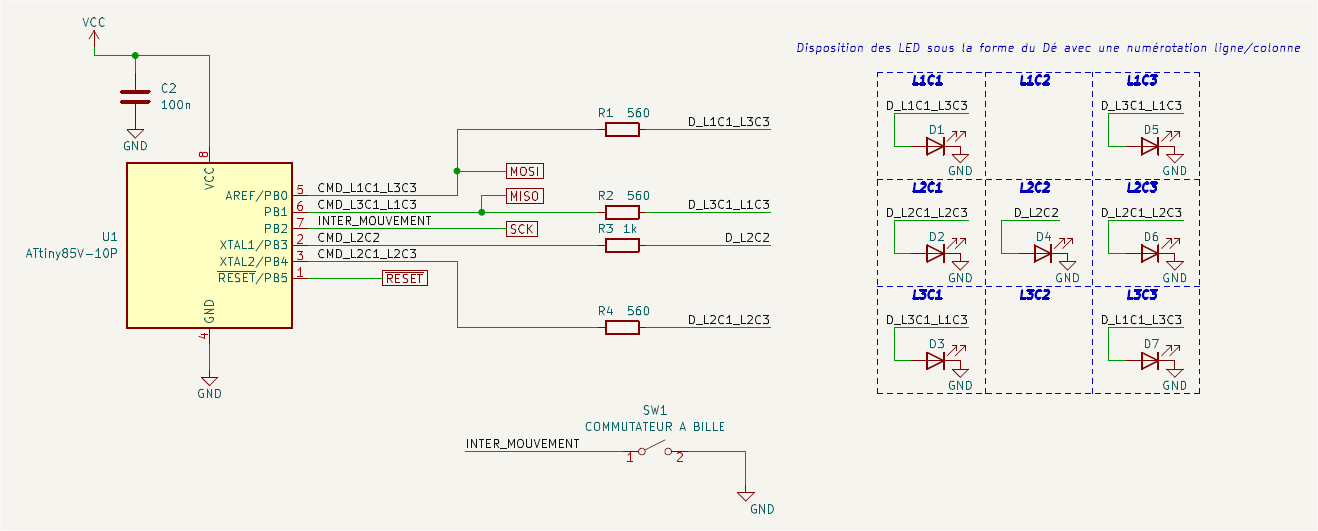 VCC
C2
100n
GND
8
VCC
U1
ATtiny85V-10P
AREF/PB0
PB1
PB2
XTAL1/PB3
XTAL2/PB4
RESET/PB5
GND
5
6
7
2
3
1
4
GND
CMD_L1C1_L3C3
CMD_L3C1_L1C3
INTER_MOUVEMENT
CMD_L2C2
CMD_L2C1_L2C3
MOSI
MISO
SCK
RESET
R1 560
D_L1C1_L3C3
R2 560
D_L3C1_L1C3
R3 1k
D_L2C2
R4 560
D_L2C1_L2C3
SW1
COMMUTATEUR A BILLE
INTER_MOUVEMENT
1
2
GND
Disposition des LED sous la forme du Dé avec une numérotation ligne/colonne
L1C1
D_L1C1_L3C3
D1
GND
L1C2
L1C3
D_L3C1_L1C3
D5
GND
L2C1
D_L2C1_L2C3
D2
GND
L2C2
D_L2C2
D4
GND
L2C3
D_L2C1_L2C3
D6
GND
L3C1
D_L3C1_L1C3
D3
GND
L3C2
L3C3
D_L1C1_L3C3
D7
GND